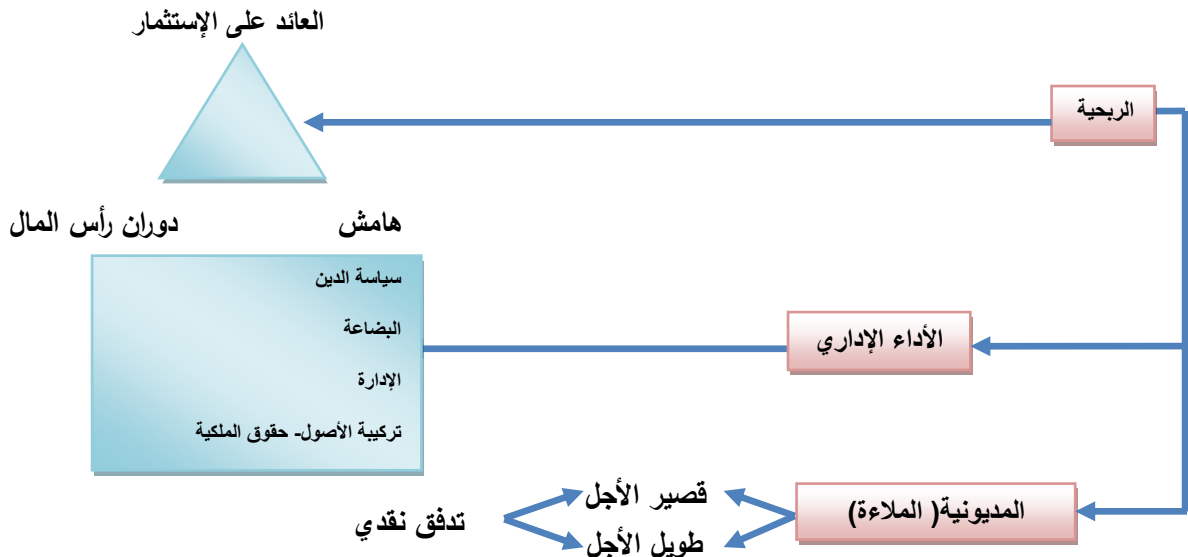 العائد على الإستثمار
الربحية
هامش
دوران رأس المال
سياسة الدين
البضاعة
الإدارة
تركيبة الأصول- حقوق الملكية
الأداء الإداري
المديونية( الملاءة)
قصير الأجل
طويل الأجل
تدفق نقدي